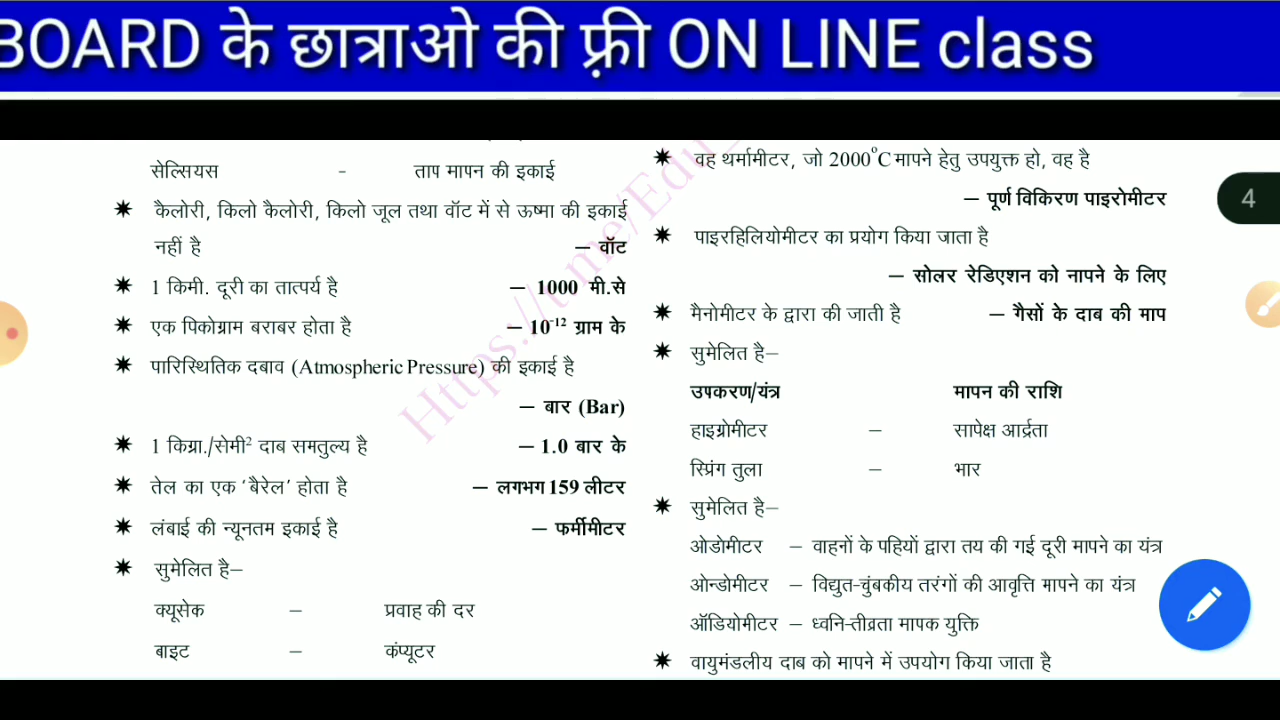 BOARD के छात्राओ की फ़्री ON LINE class
सेल्सियस - ताप मापन की इकाई
✷ कैलोरी, किलो कैलोरी, किलो जूल तथा वॉट में से ऊष्मा की इकाई
नहीं है – वॉट
✷ 1 किमी. दूरी का तात्पर्य है – 1000 मी.से
✷ एक पिकोग्राम बराबर होता है – 10⁻¹² ग्राम के
✷ पारिस्थितिक दबाव (Atmospheric Pressure) की इकाई है
– बार (Bar)
✷ 1 किग्रा./सेमी² दाब समतुल्य है – 1.0 बार के
✷ तेल का एक ‘बैरेल’ होता है – लगभग 159 लीटर
✷ लंबाई की न्यूनतम इकाई है – फर्मीमीटर
✷ सुमेलित है–
क्यूसेक – प्रवाह की दर
बाइट – कंप्यूटर
✷ वह थर्मामीटर, जो 2000⁰C मापने हेतु उपयुक्त हो, वह है
– पूर्ण विकिरण पाइरोमीटर
✷ पाइरहिलियोमीटर का प्रयोग किया जाता है
– सोलर रेडिएशन को नापने के लिए
✷ मैनोमीटर के द्वारा की जाती है – गैसों के दाब की माप
✷ सुमेलित है–
उपकरण/यंत्र मापन की राशि
हाइग्रोमीटर – सापेक्ष आर्द्रता
स्प्रिंग तुला – भार
✷ सुमेलित है–
ओडोमीटर – वाहनों के पहियों द्वारा तय की गई दूरी मापने का यंत्र
ओन्डोमीटर – विद्युत-चुंबकीय तरंगों की आवृत्ति मापने का यंत्र
ऑडियोमीटर – ध्वनि-तीव्रता मापक युक्ति
✷ वायुमंडलीय दाब को मापने में उपयोग किया जाता है
4
Https://t.me/Edu_